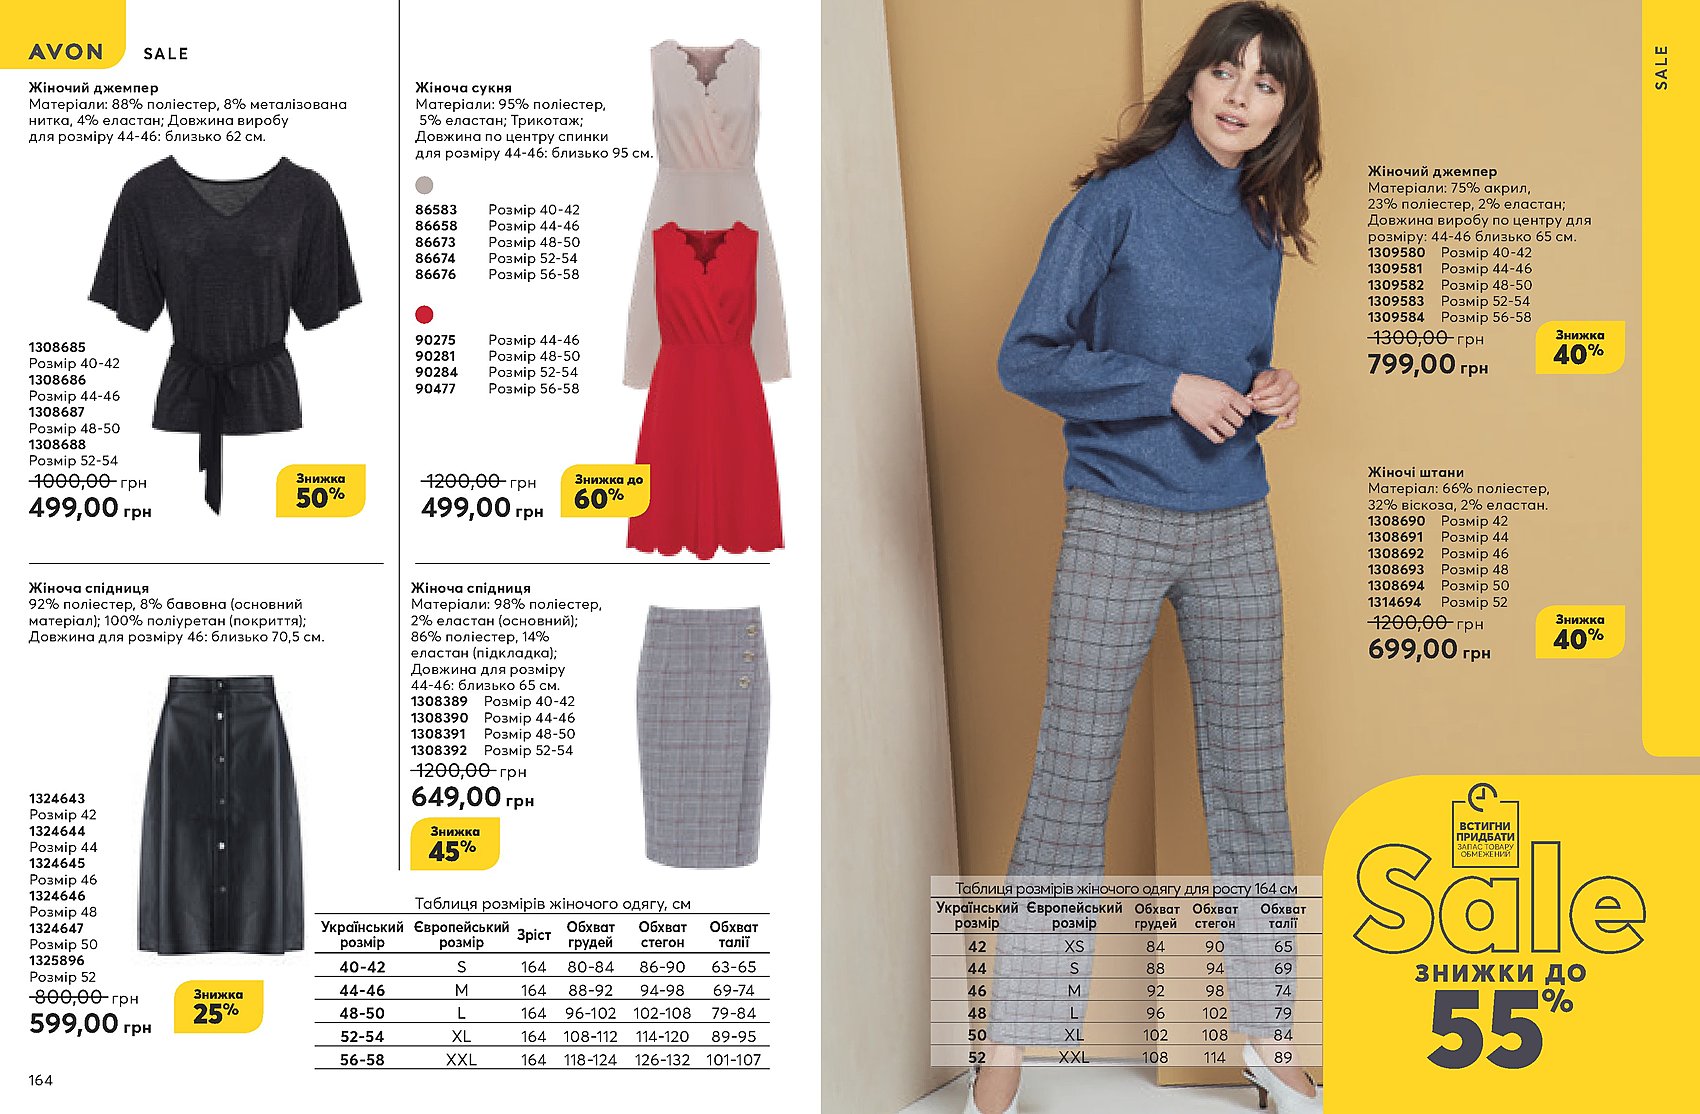 AVON
SALE
Жіночий джемпер
Матеріали: 88% поліестер, 8% металізована
нитка, 4% еластан; Довжина виробу
для розміру 44-46: близько 62 см.
1308685
Розмір 40-42
1308686
Розмір 44-46
1308687
Розмір 48-50
1308688
Розмір 52-54
1000,00 грн
499,00 грн
Знижка
50%
Жіноча сукня
Матеріали: 95% поліестер,
5% еластан; Трикотаж;
Довжина по центру спинки
для розміру 44-46: близько 95 см.
86583 Розмір 40-42
86658 Розмір 44-46
86673 Розмір 48-50
86674 Розмір 52-54
86676 Розмір 56-58
90275 Розмір 44-46
90281 Розмір 48-50
90284 Розмір 52-54
90477 Розмір 56-58
1200,00 грн
499,00 грн
Знижка до
60%
Жіноча спідниця
92% поліестер, 8% бавовна (основний
матеріал); 100% поліуретан (покриття);
Довжина для розміру 46: близько 70,5 см.
1324643
Розмір 42
1324644
Розмір 44
1324645
Розмір 46
1324646
Розмір 48
1324647
Розмір 50
1325896
Розмір 52
800,00 грн
599,00 грн
Знижка
25%
Жіноча спідниця
Матеріали: 98% поліестер,
2% еластан (основний);
86% поліестер, 14%
еластан (підкладка);
Довжина для розміру
44-46: близько 65 см.
1308389 Розмір 40-42
1308390 Розмір 44-46
1308391 Розмір 48-50
1308392 Розмір 52-54
1200,00 грн
649,00 грн
Знижка
45%
Таблиця розмірів жіночого одягу, см
Український Європейський Зріст Обхват Обхват Обхват
розмір розмір грудей стегон талії
40-42 S 164 80-84 86-90 63-65
44-46 M 164 88-92 94-98 69-74
48-50 L 164 96-102 102-108 79-84
52-54 XL 164 108-112 114-120 89-95
56-58 XXL 164 118-124 126-132 101-107
164
SALE
Жіночий джемпер
Матеріали: 75% акрил,
23% поліестер, 2% еластан;
Довжина виробу по центру для
розміру: 44-46 близько 65 см.
1309580 Розмір 40-42
1309581 Розмір 44-46
1309582 Розмір 48-50
1309583 Розмір 52-54
1309584 Розмір 56-58
1300,00 грн
799,00 грн
Знижка
40%
Жіночі штани
Матеріал: 66% поліестер,
32% віскоза, 2% еластан.
1308690 Розмір 42
1308691 Розмір 44
1308692 Розмір 46
1308693 Розмір 48
1308694 Розмір 50
1314694 Розмір 52
1200,00 грн
699,00 грн
Знижка
40%
Таблиця розмірів жіночого одягу для росту 164 см
Український Європейський Обхват Обхват Обхват
розмір розмір грудей стегон талії
42 XS 84 90 65
44 S 88 94 69
46 M 92 98 74
48 L 96 102 79
50 XL 102 108 84
52 XXL 108 114 89
ВСТИГНИ
ПРИДБАТИ
ЗАПАС ТОВАРУ
ОБМЕЖЕНИЙ
Sale
ЗНИЖКИ ДО
55%